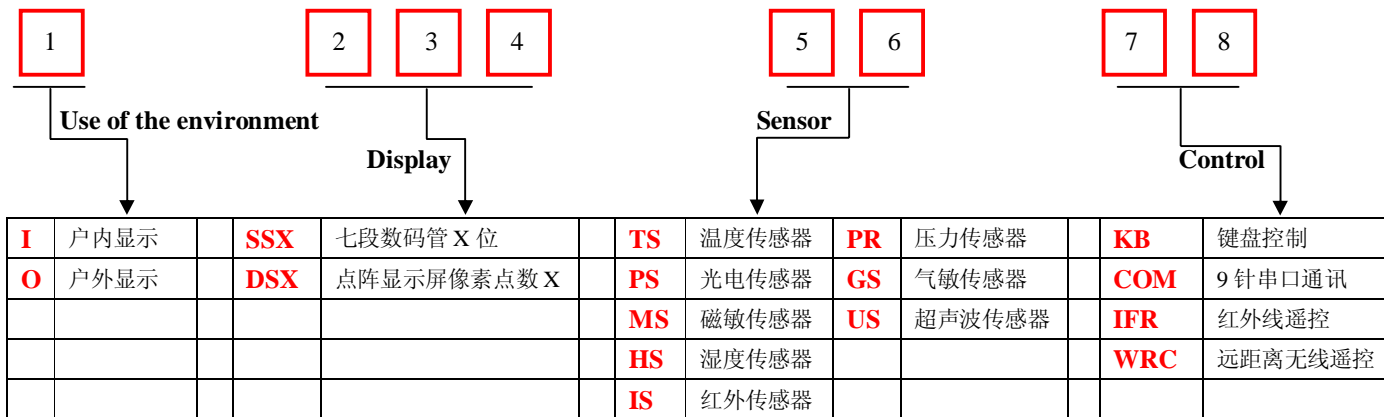 1 2 3 4 5 6 7 8
Use of the environment Sensor
Display Control
I 户内显示 SSX 七段数码管 X 位 TS 温度传感器 PR 压力传感器 KB 键盘控制
O 户外显示 DSX 点阵显示屏像素点数 X PS 光电传感器 GS 气敏传感器 COM 9 针串口通讯
MS 磁敏传感器 US 超声波传感器 IFR 红外线遥控
HS 湿度传感器 WRC 远距离无线遥控
IS 红外传感器